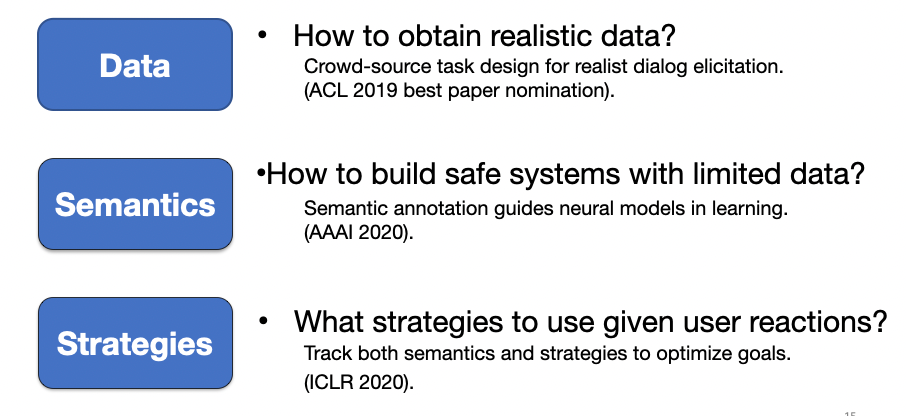 Data
• How to obtain realistic data?
Crowd-source task design for realist dialog elicitation.
(ACL 2019 best paper nomination).
Semantics
•How to build safe systems with limited data?
Semantic annotation guides neural models in learning.
(AAAI 2020).
Strategies
• What strategies to use given user reactions?
Track both semantics and strategies to optimize goals.
(ICLR 2020).